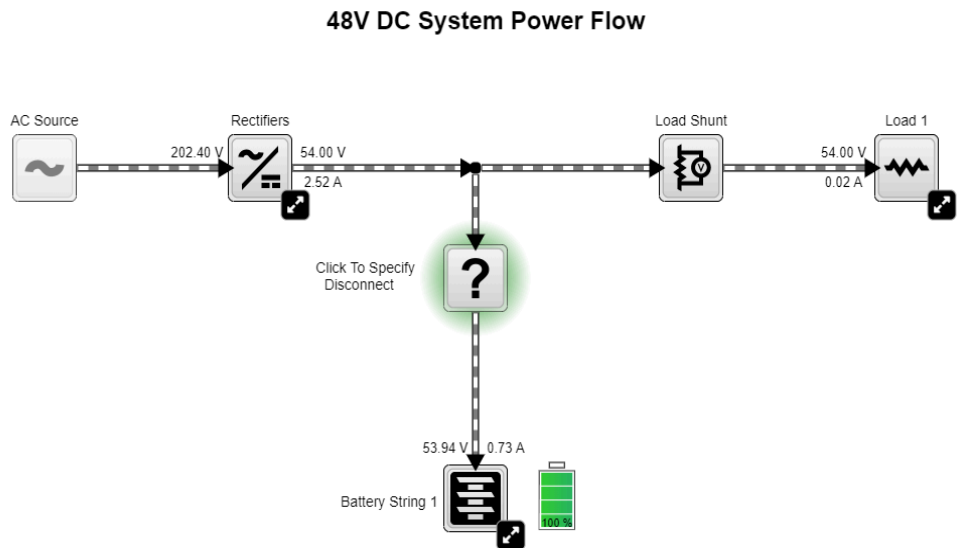 48V DC System Power Flow
AC Source
Rectifiers
Load Shunt
Load 1
202.40 V
54.00 V
2.52 A
54.00 V
0.02 A
V
Click To Specify
Disconnect
?
53.94 V
0.73 A
Battery String 1
100 %